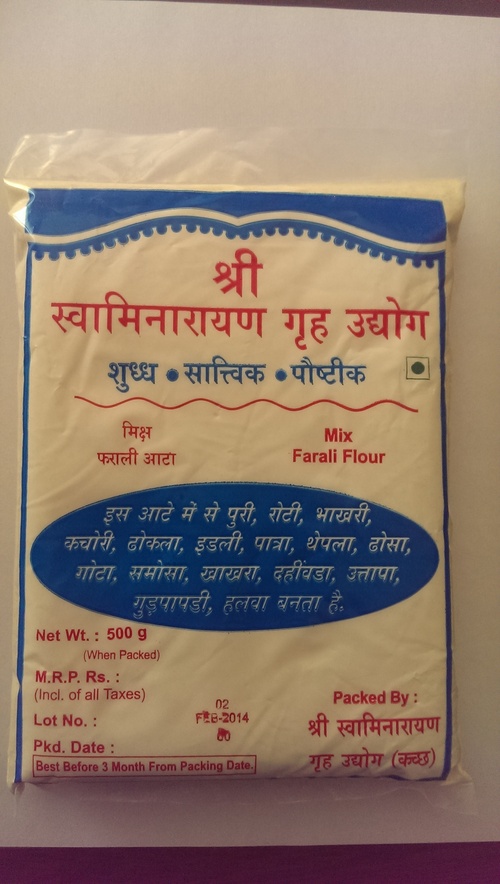 श्री
स्वामिनारायण गृह उद्योग
शुध्ध • सात्त्विक • पौष्टीक
मिक्ष
फराली आटा
Mix
Farali Flour
इस आटे में से पुरी, रोटी, भाखरी,
कचोरी, ढोकला, इडली, पात्रा, थेपला, ढोसा,
गोटा, समोसा, खाखरा, दहींवडा, उत्तापा,
गुड़पापडी, हलवा बनता है.
Net Wt. : 500 g
(When Packed)
M.R.P. Rs. :
(Incl. of all Taxes)
Lot No. :
Pkd. Date :
Best Before 3 Month From Packing Date.
02
FEB-2014
Packed By :
श्री स्वामिनारायण
गृह उद्योग (कच्छ)